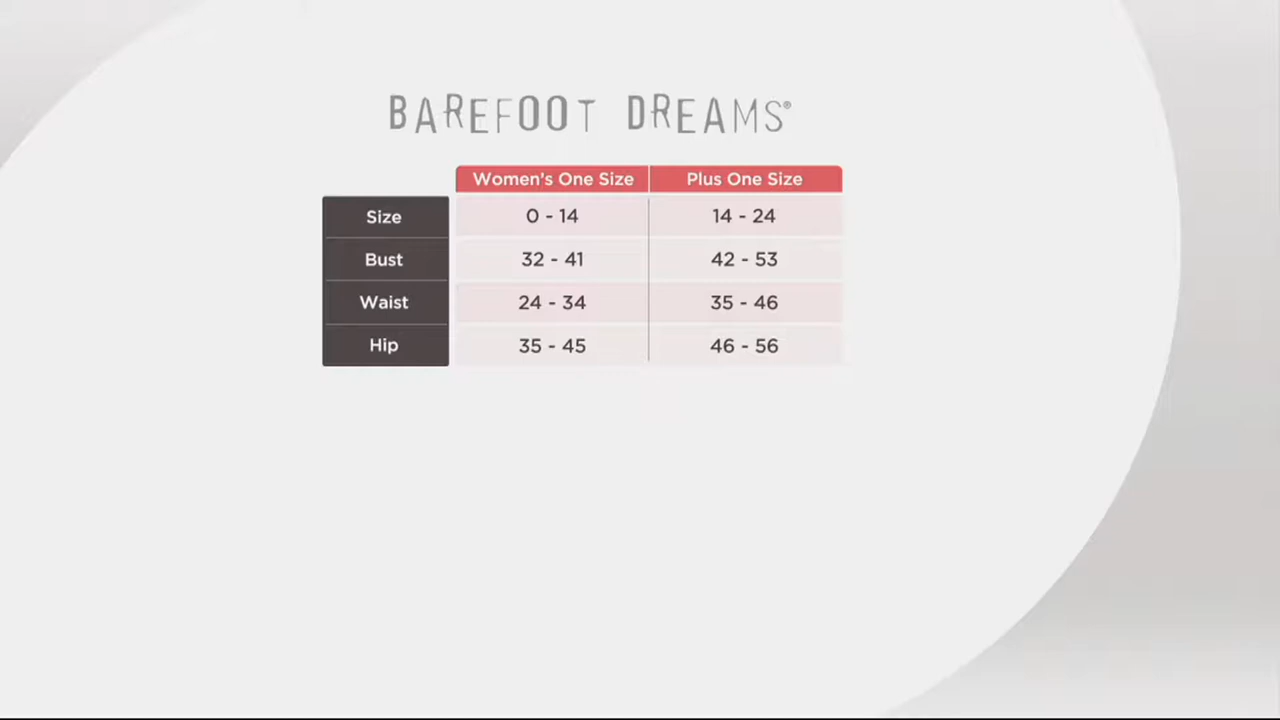 BAREFOOT DREAMS®
Women's One Size Plus One Size
Size 0 - 14 14 - 24
Bust 32 - 41 42 - 53
Waist 24 - 34 35 - 46
Hip 35 - 45 46 - 56